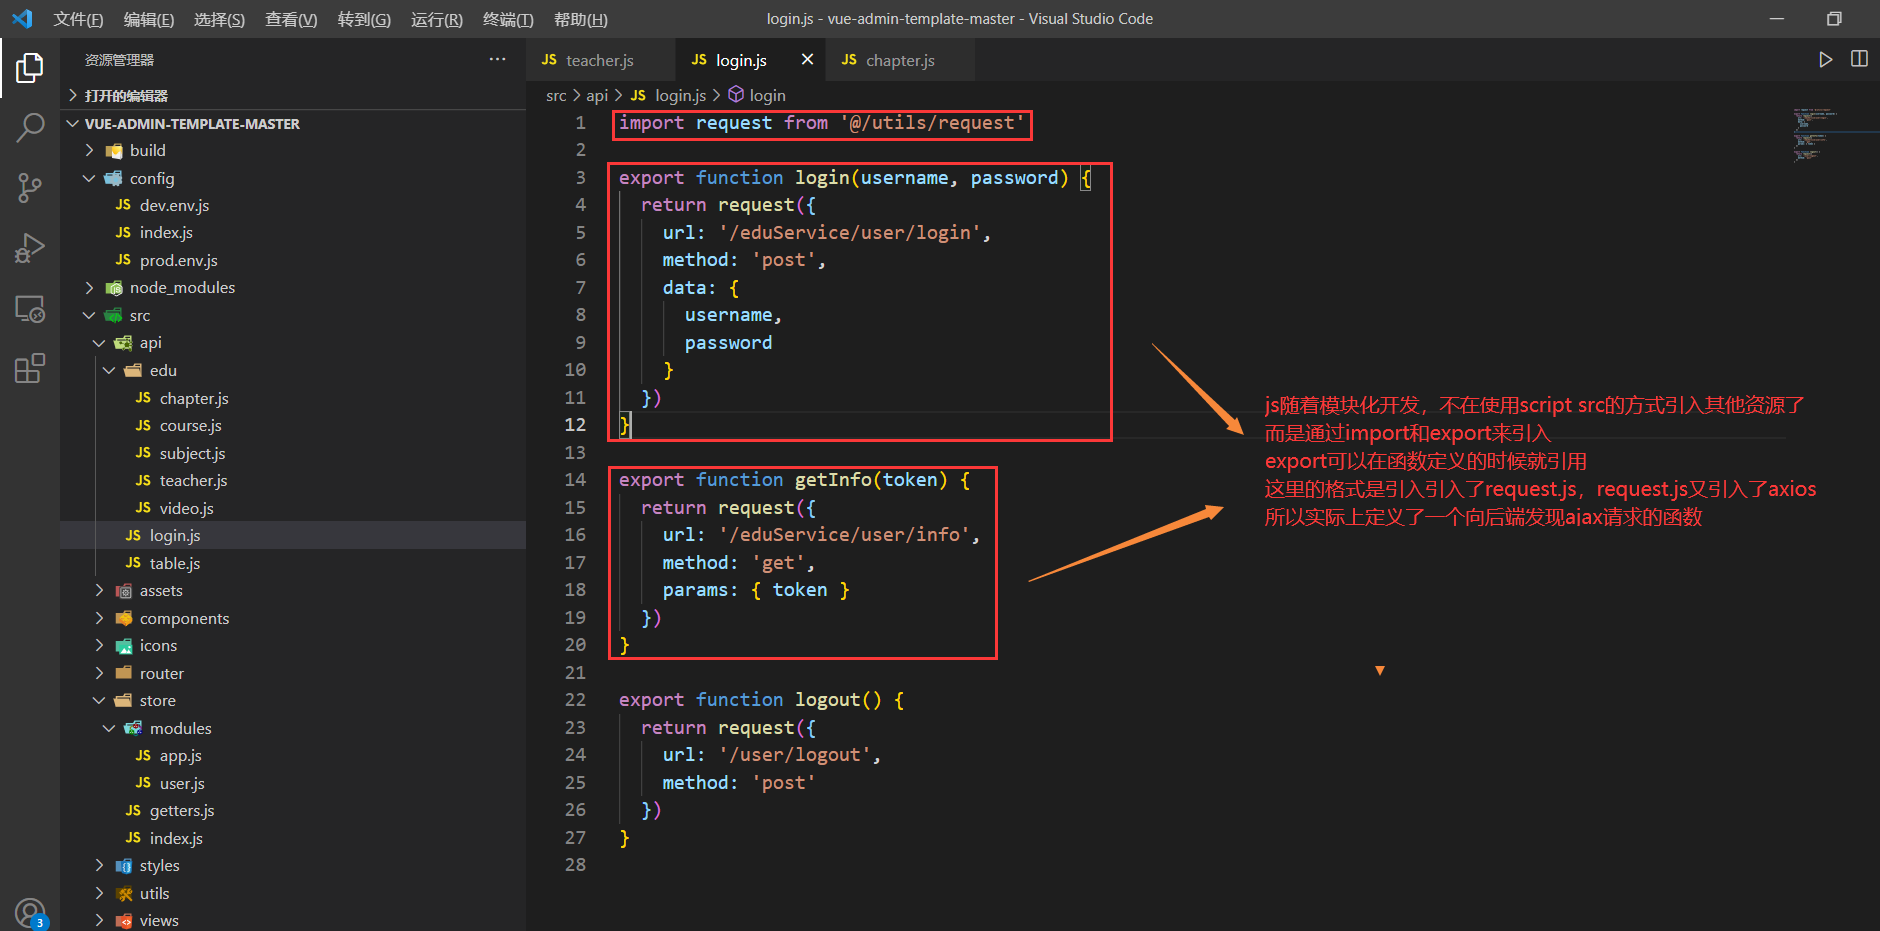 文件(F) 编辑(E) 选择(S) 查看(V) 转到(G) 运行(R) 终端(T) 帮助(H) login.js - vue-admin-template-master - Visual Studio Code
资源管理器
打开的编辑器
VUE-ADMIN-TEMPLATE-MASTER
build
config
JS dev.env.js
JS index.js
JS prod.env.js
node_modules
src
api
edu
JS chapter.js
JS course.js
JS subject.js
JS teacher.js
JS video.js
JS login.js
JS table.js
assets
components
icons
router
store
modules
JS app.js
JS user.js
JS getters.js
JS index.js
styles
utils
views
3
JS teacher.js JS login.js JS chapter.js
src > api > JS login.js > login
1 import request from '@/utils/request'
2
3 export function login(username, password) {
4 return request({
5 url: '/eduService/user/login',
6 method: 'post',
7 data: {
8 username,
9 password
10 }
11 })
12 }
13
14 export function getInfo(token) {
15 return request({
16 url: '/eduService/user/info',
17 method: 'get',
18 params: { token }
19 })
20 }
21
22 export function logout() {
23 return request({
24 url: '/user/logout',
25 method: 'post'
26 })
27 }
28
js随着模块化开发，不在使用script src的方式引入其他资源了
而是通过import和export来引入
export可以在函数定义的时候就引用
这里的格式是引入引入了request.js，request.js又引入了axios
所以实际上定义了一个向后端发现ajax请求的函数